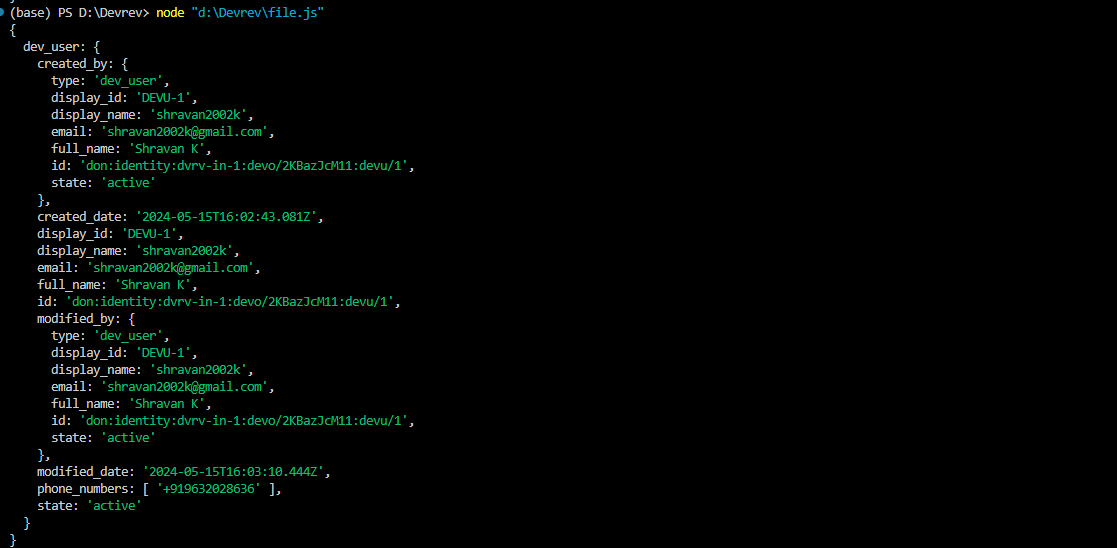 (base) PS D:\Devrev> node "d:\Devrev\file.js"
{
  dev_user: {
    created_by: {
      type: 'dev_user',
      display_id: 'DEVU-1',
      display_name: 'shravan2002k',
      email: 'shravan2002k@gmail.com',
      full_name: 'Shravan K',
      id: 'don:identity:dvrv-in-1:devo/2KBazJcM11:devu/1',
      state: 'active'
    },
    created_date: '2024-05-15T16:02:43.081Z',
    display_id: 'DEVU-1',
    display_name: 'shravan2002k',
    email: 'shravan2002k@gmail.com',
    full_name: 'Shravan K',
    id: 'don:identity:dvrv-in-1:devo/2KBazJcM11:devu/1',
    modified_by: {
      type: 'dev_user',
      display_id: 'DEVU-1',
      display_name: 'shravan2002k',
      email: 'shravan2002k@gmail.com',
      full_name: 'Shravan K',
      id: 'don:identity:dvrv-in-1:devo/2KBazJcM11:devu/1',
      state: 'active'
    },
    modified_date: '2024-05-15T16:03:10.444Z',
    phone_numbers: [ '+919632028636' ],
    state: 'active'
  }
}